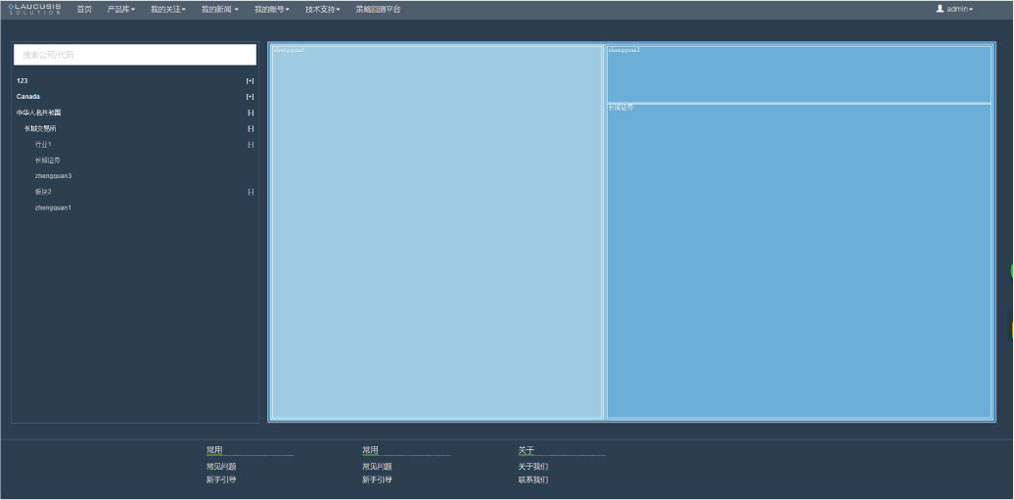 GLAUCUSIS
SOLUTION
首页 产品库 我的关注 我的新闻 我的账号 技术支持 策略回测平台 admin
搜索公司/代码
123 [+]
Canada [+]
中华人民共和国 [-]
长城交易所 [-]
行业1 [-]
长城证券
zhengquan3
板块2 [-]
zhengquan1
zhengquan1
zhengquan3
长城证券
常用 常用 关于
常见问题 常见问题 关于我们
新手引导 新手引导 联系我们